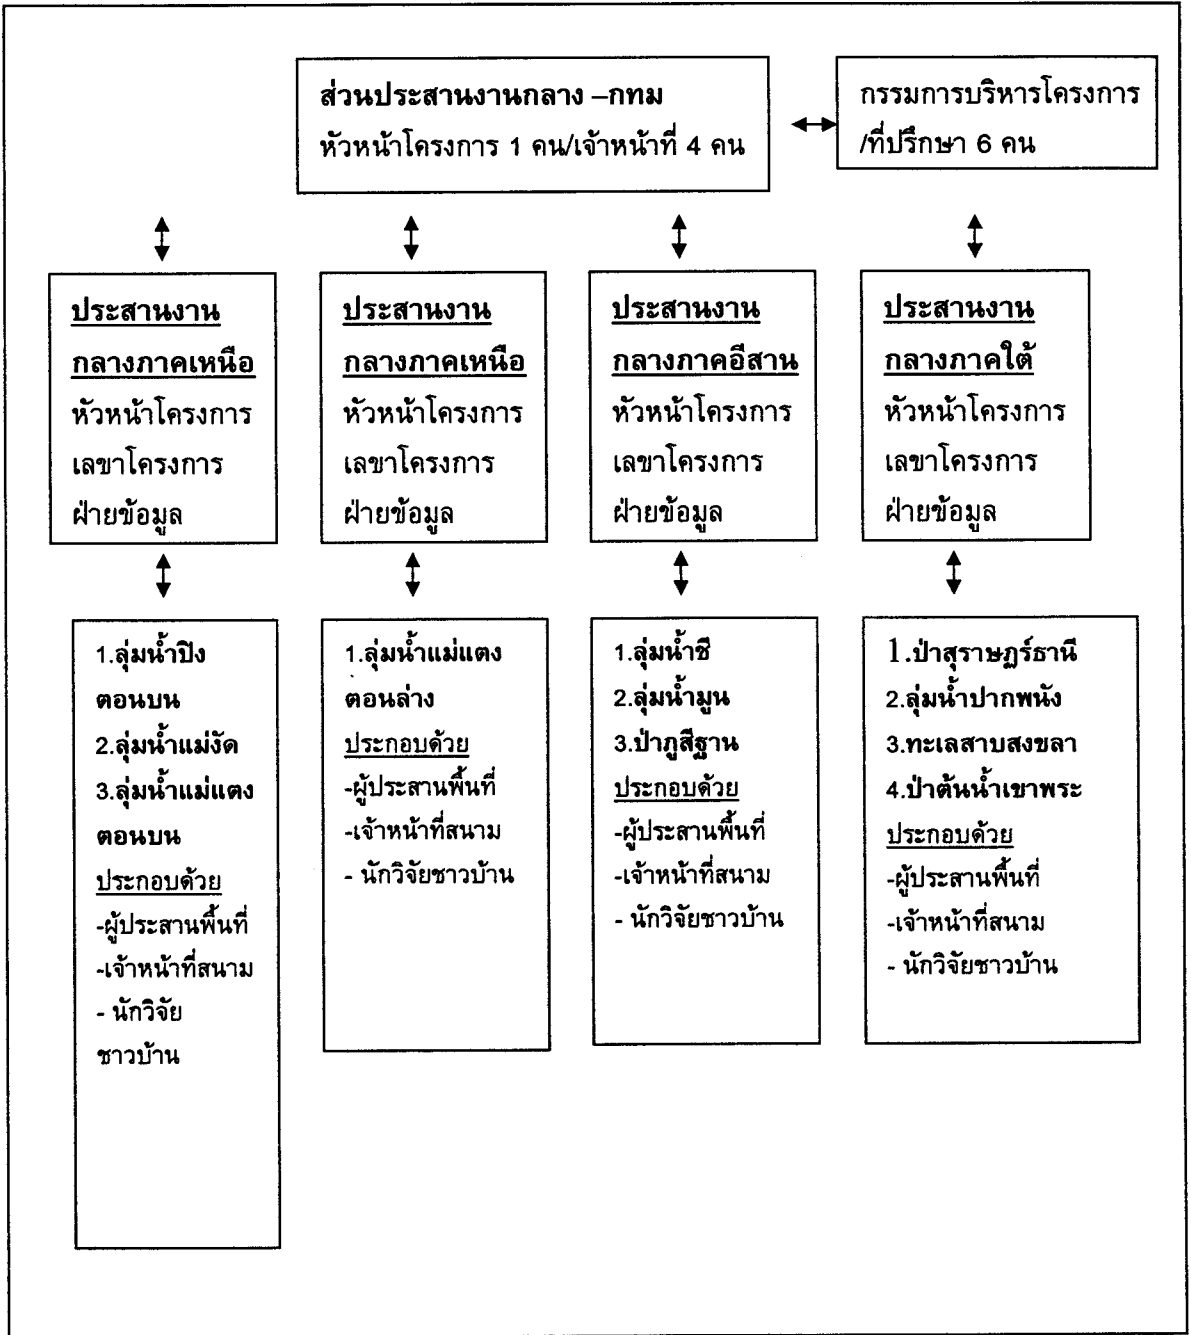 ส่วนประสานงานกลาง –กทม
หัวหน้าโครงการ 1 คน/เจ้าหน้าที่ 4 คน
กรรมการบริหารโครงการ
/ที่ปรึกษา 6 คน
ประสานงาน
กลางภาคเหนือ
หัวหน้าโครงการ
เลขาโครงการ
ฝ่ายข้อมูล
ประสานงาน
กลางภาคเหนือ
หัวหน้าโครงการ
เลขาโครงการ
ฝ่ายข้อมูล
ประสานงาน
กลางภาคอีสาน
หัวหน้าโครงการ
เลขาโครงการ
ฝ่ายข้อมูล
ประสานงาน
กลางภาคใต้
หัวหน้าโครงการ
เลขาโครงการ
ฝ่ายข้อมูล
1.ลุ่มน้ำปิง
ตอนบน
2.ลุ่มน้ำแม่งัด
3.ลุ่มน้ำแม่แตง
ตอนบน
ประกอบด้วย
-ผู้ประสานพื้นที่
-เจ้าหน้าที่สนาม
- นักวิจัย
ชาวบ้าน
1.ลุ่มน้ำแม่แตง
ตอนล่าง
ประกอบด้วย
-ผู้ประสานพื้นที่
-เจ้าหน้าที่สนาม
- นักวิจัยชาวบ้าน
1.ลุ่มน้ำชี
2.ลุ่มน้ำมูน
3.ป่าภูสีฐาน
ประกอบด้วย
-ผู้ประสานพื้นที่
-เจ้าหน้าที่สนาม
- นักวิจัยชาวบ้าน
1.ป่าสุราษฎร์ธานี
2.ลุ่มน้ำปากพนัง
3.ทะเลสาบสงขลา
4.ป่าต้นน้ำเขาพระ
ประกอบด้วย
-ผู้ประสานพื้นที่
-เจ้าหน้าที่สนาม
- นักวิจัยชาวบ้าน